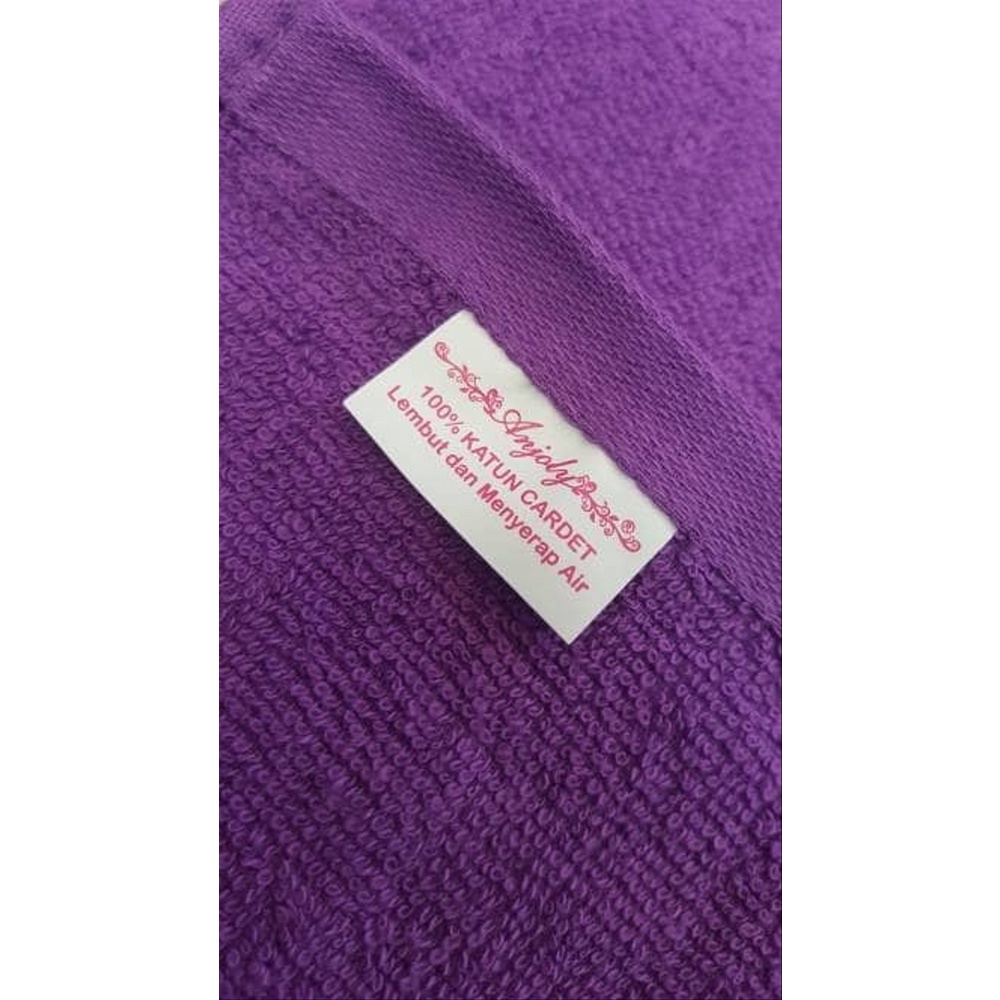 Anjoly
100% KATUN CARDET
Lembut dan Menyerap Air